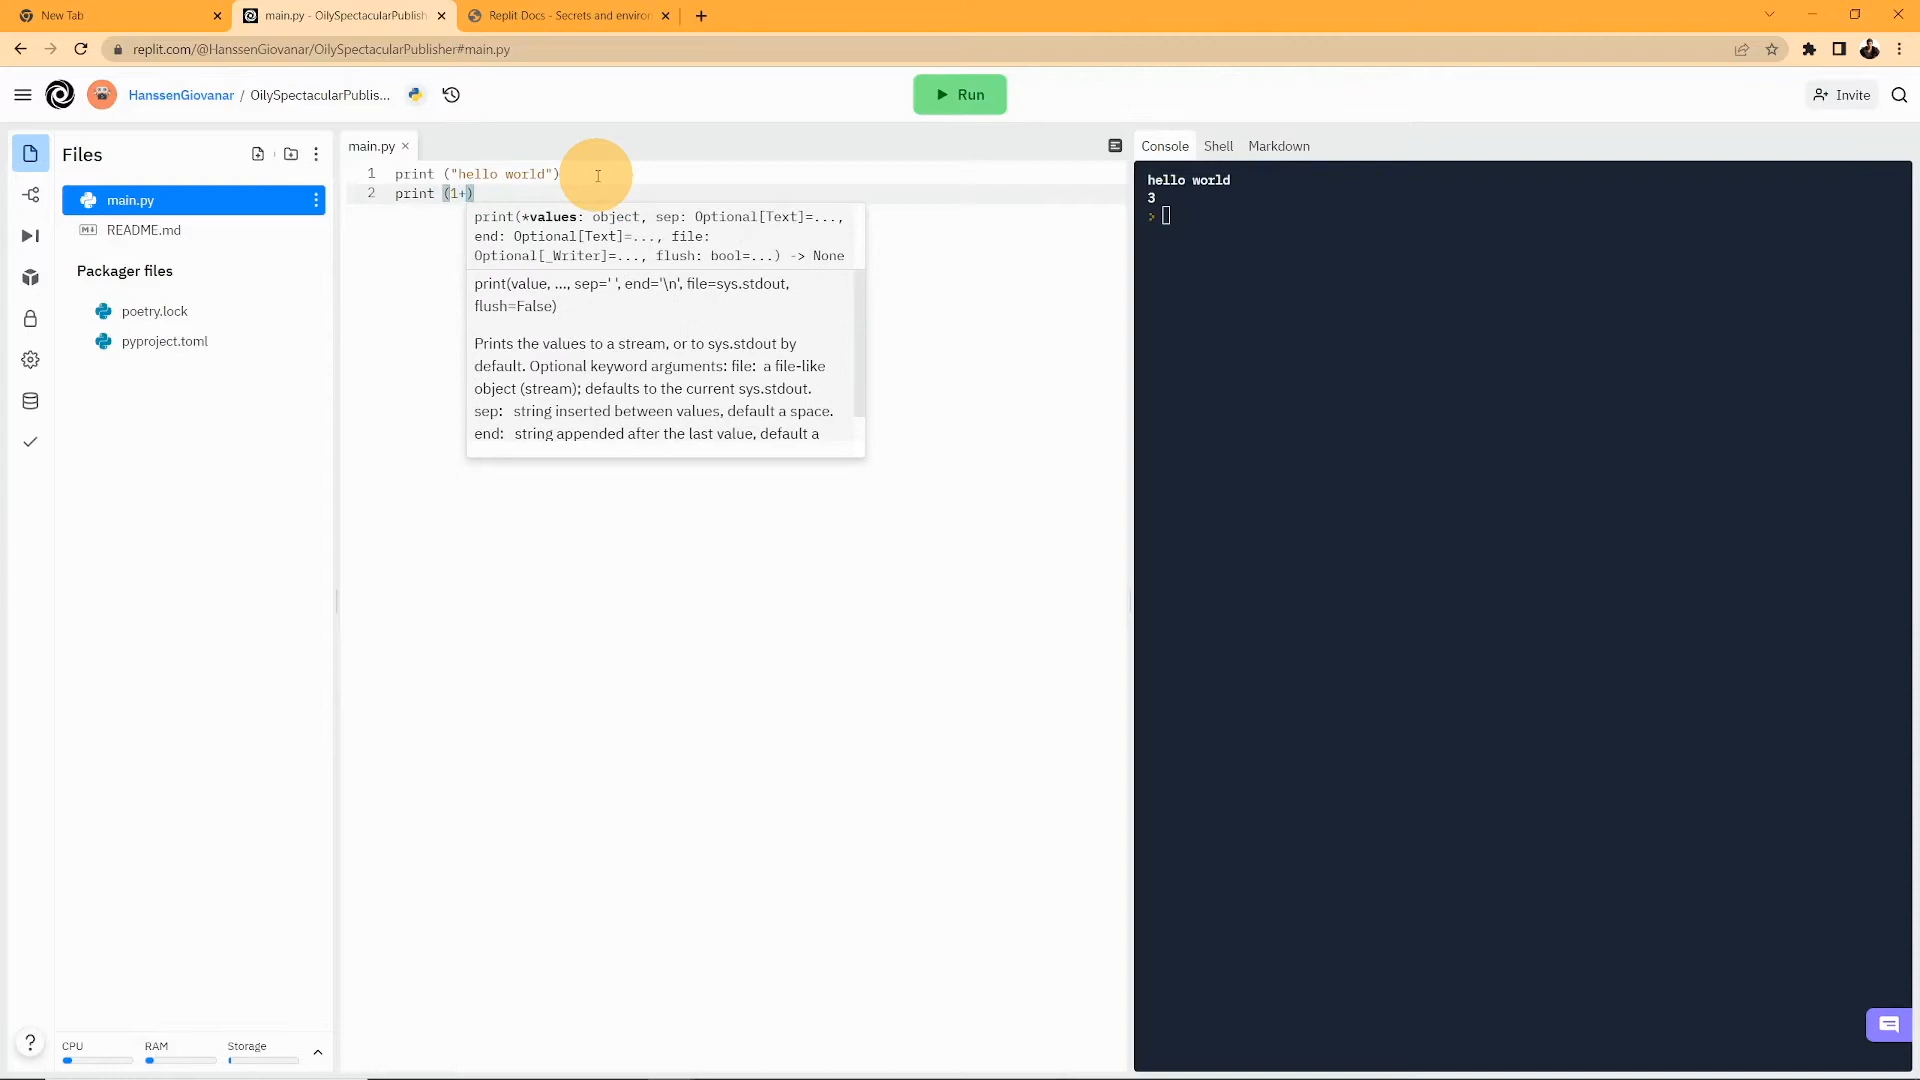 New Tab
main.py - OilySpectacularPublish
Replit Docs - Secrets and environ
replit.com/@HanssenGiovanar/OilySpectacularPublisher#main.py
HanssenGiovanar / OilySpectacularPublis...
Run
Invite
Files
main.py
README.md
Packager files
poetry.lock
pyproject.toml
CPU
RAM
Storage
main.py
1 print ("hello world")
2 print (1+)
print(*values: object, sep: Optional[Text]=...,
end: Optional[Text]=..., file:
Optional[_Writer]=..., flush: bool=...) -> None
print(value, ..., sep=' ', end='\n', file=sys.stdout,
flush=False)
Prints the values to a stream, or to sys.stdout by
default. Optional keyword arguments: file: a file-like
object (stream); defaults to the current sys.stdout.
sep: string inserted between values, default a space.
end: string appended after the last value, default a
Console
Shell
Markdown
hello world
3
>